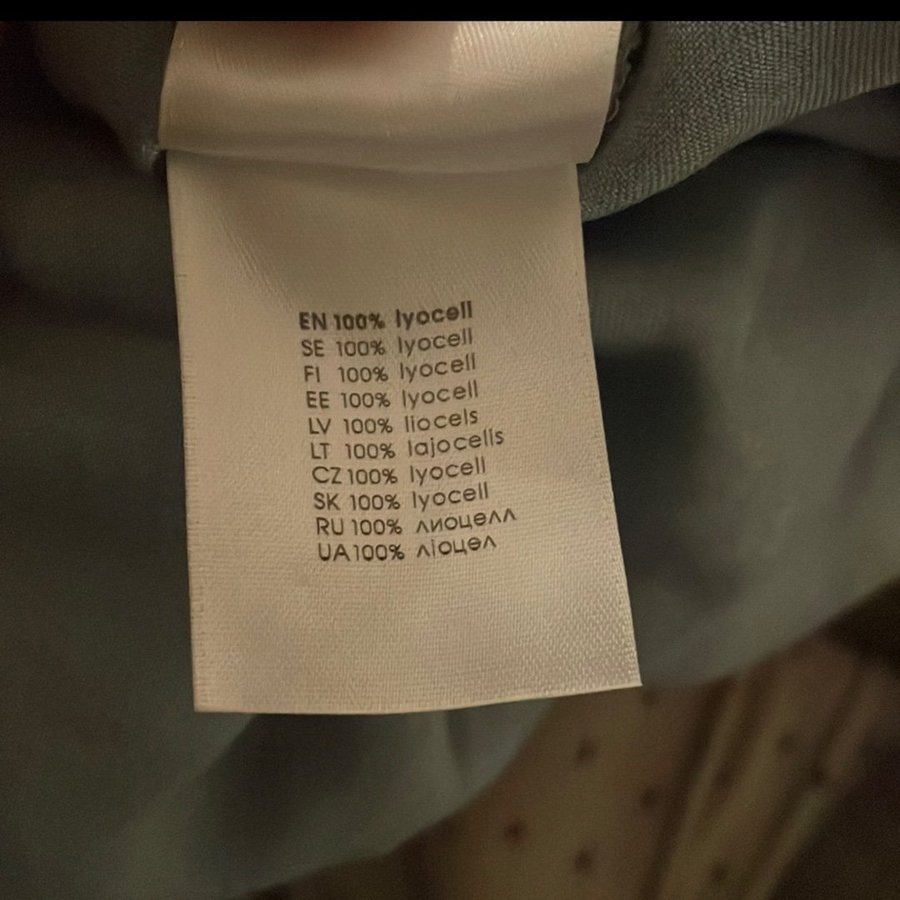 EN 100% lyocell
SE 100% lyocell
FI 100% lyocell
EE 100% lyocell
LV 100% liocels
LT 100% lajocells
CZ 100% lyocell
SK 100% lyocell
RU 100% лиоцелл
UA 100% ліоцел